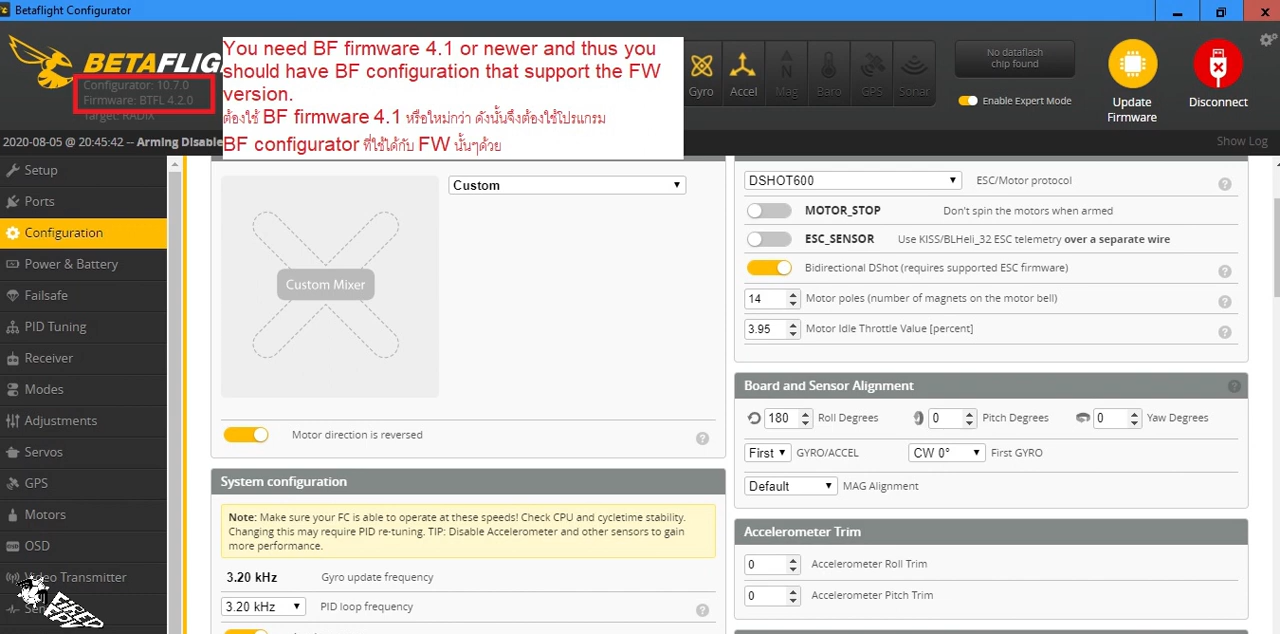 Betaflight Configurator
BETAFLIG
Configurator: 10.7.0
Firmware: BTFL 4.2.0
Target: RADIX
You need BF firmware 4.1 or newer and thus you
should have BF configuration that support the FW
version.
ต้องใช้ BF firmware 4.1 หรือใหม่กว่า ดังนั้นจึงต้องใช้โปรแกรม
BF configurator ที่ใช้ได้กับ FW นั้นๆด้วย
Gyro
Accel
Mag
Baro
GPS
Sonar
No dataflash
chip found
Enable Expert Mode
Update
Firmware
Disconnect
2020-08-05 @ 20:45:42 -- Arming Disable
Show Log
Setup
Ports
Configuration
Power & Battery
Failsafe
PID Tuning
Receiver
Modes
Adjustments
Servos
GPS
Motors
OSD
Video Transmitter
Custom
Custom Mixer
Motor direction is reversed
System configuration
Note: Make sure your FC is able to operate at these speeds! Check CPU and cycletime stability.
Changing this may require PID re-tuning. TIP: Disable Accelerometer and other sensors to gain
more performance.
3.20 kHz Gyro update frequency
3.20 kHz PID loop frequency
DSHOT600 ESC/Motor protocol
MOTOR_STOP Don't spin the motors when armed
ESC_SENSOR Use KISS/BLHeli_32 ESC telemetry over a separate wire
Bidirectional DShot (requires supported ESC firmware)
14 Motor poles (number of magnets on the motor bell)
3.95 Motor Idle Throttle Value [percent]
Board and Sensor Alignment
180 Roll Degrees 0 Pitch Degrees 0 Yaw Degrees
First GYRO/ACCEL CW 0° First GYRO
Default MAG Alignment
Accelerometer Trim
0 Accelerometer Roll Trim
0 Accelerometer Pitch Trim